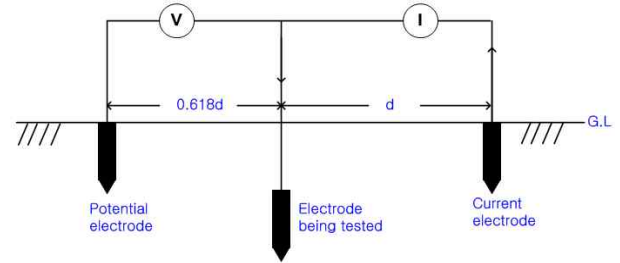 V
I
0.618d
d
G.L
Potential
electrode
Electrode
being tested
Current
electrode